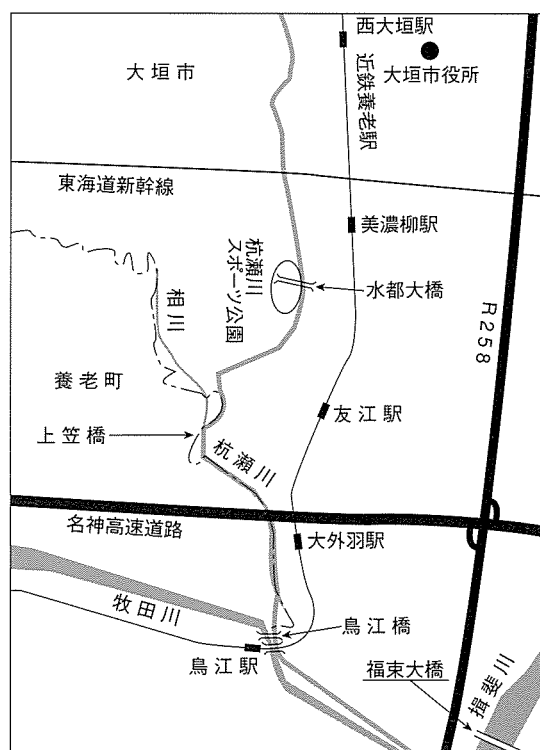 西大垣駅
大垣市役所
大垣市
近鉄養老駅
東海道新幹線
美濃柳駅
杭瀬川
スポーツ公園
水都大橋
相川
R258
養老町
友江駅
上笠橋
杭瀬川
名神高速道路
大外羽駅
牧田川
烏江橋
烏江駅
福束大橋
揖斐川